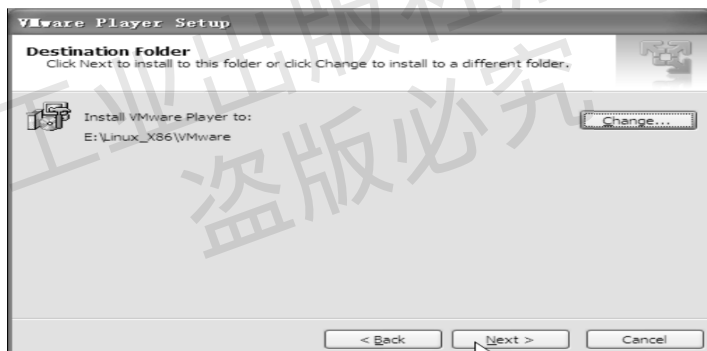 VMware Player Setup
Destination Folder
Click Next to install to this folder or click Change to install to a different folder.
Install VMware Player to:
Change...
E:\Linux_X86\VMware
< Back
Next >
Cancel
工业出版社
盗版必究